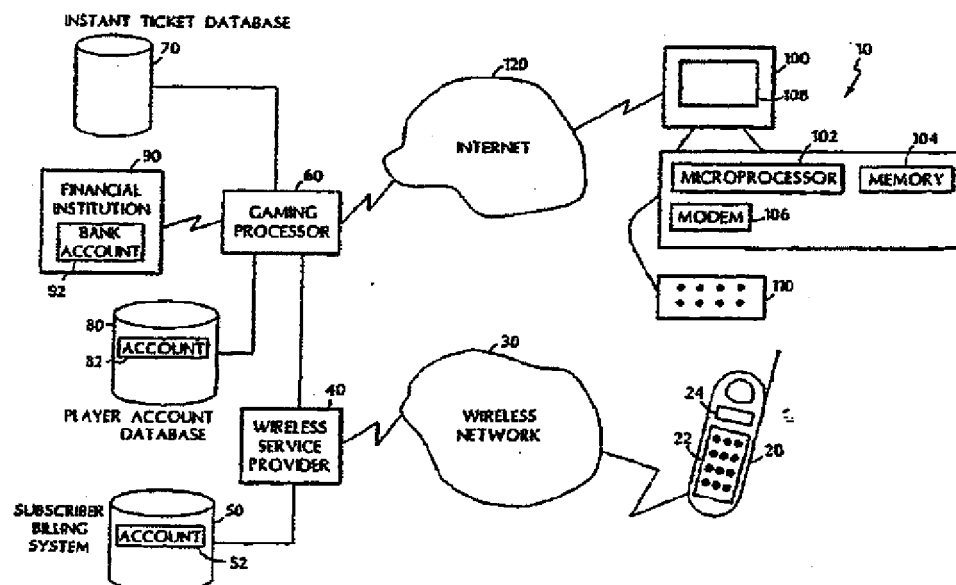 INSTANT TICKET DATABASE
70
90
FINANCIAL
INSTITUTION
BANK
ACCOUNT
92
60
GAMING
PROCESSOR
120
INTERNET
100
108
10
102
MICROPROCESSOR
104
MEMORY
MODEM
106
110
80
ACCOUNT
82
PLAYER ACCOUNT
DATABASE
40
WIRELESS
SERVICE
PROVIDER
30
WIRELESS
NETWORK
24
22
20
SUBSCRIBER
BILLING
SYSTEM
50
ACCOUNT
52